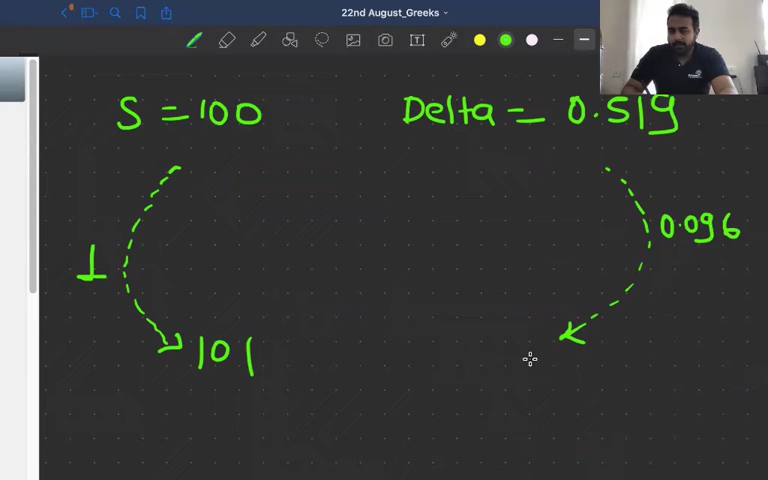 22nd August_Greeks
S = 100
Delta = 0.519
0.096
1
101